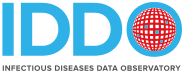 IDDO
INFECTIOUS DISEASES DATA OBSERVATORY